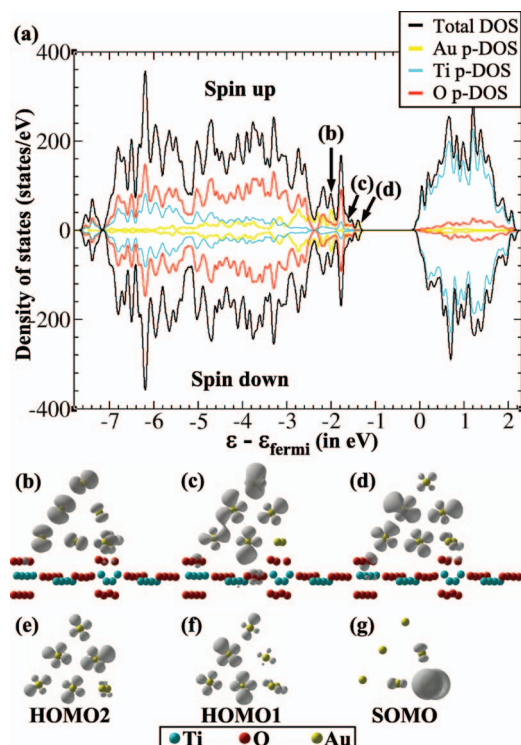 (a)
Total DOS
Au p-DOS
Ti p-DOS
O p-DOS
Spin up
(b)
(c)
(d)
Spin down
Density of states (states/eV)
400
200
0
-200
-400
-7 -6 -5 -4 -3 -2 -1 0 1 2
ε - εfermi (in eV)
(b) (c) (d)
(e) (f) (g)
HOMO2 HOMO1 SOMO
Ti O Au